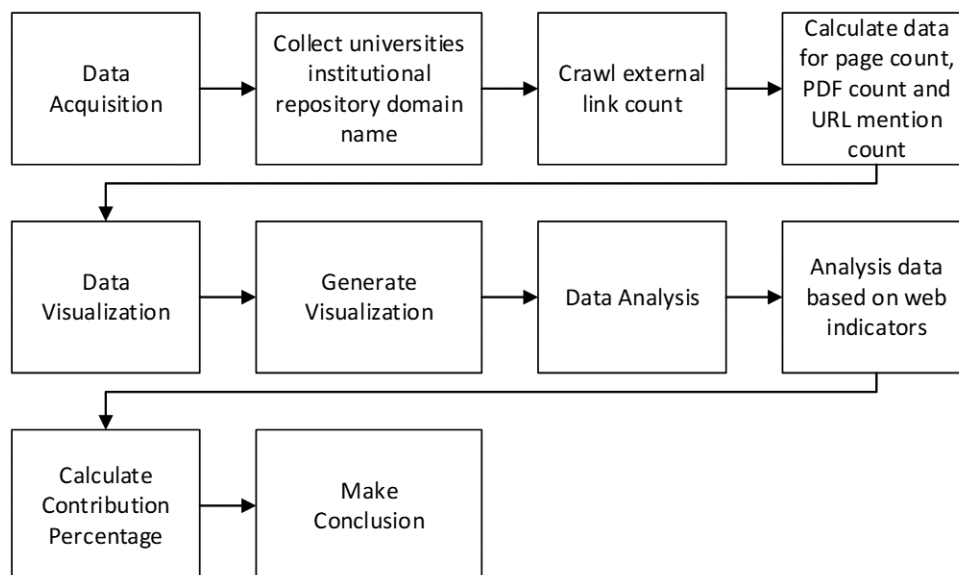 Data
Acquisition
Collect universities
institutional
repository domain
name
Crawl external
link count
Calculate data
for page count,
PDF count and
URL mention
count
Data
Visualization
Generate
Visualization
Data Analysis
Analysis data
based on web
indicators
Calculate
Contribution
Percentage
Make
Conclusion